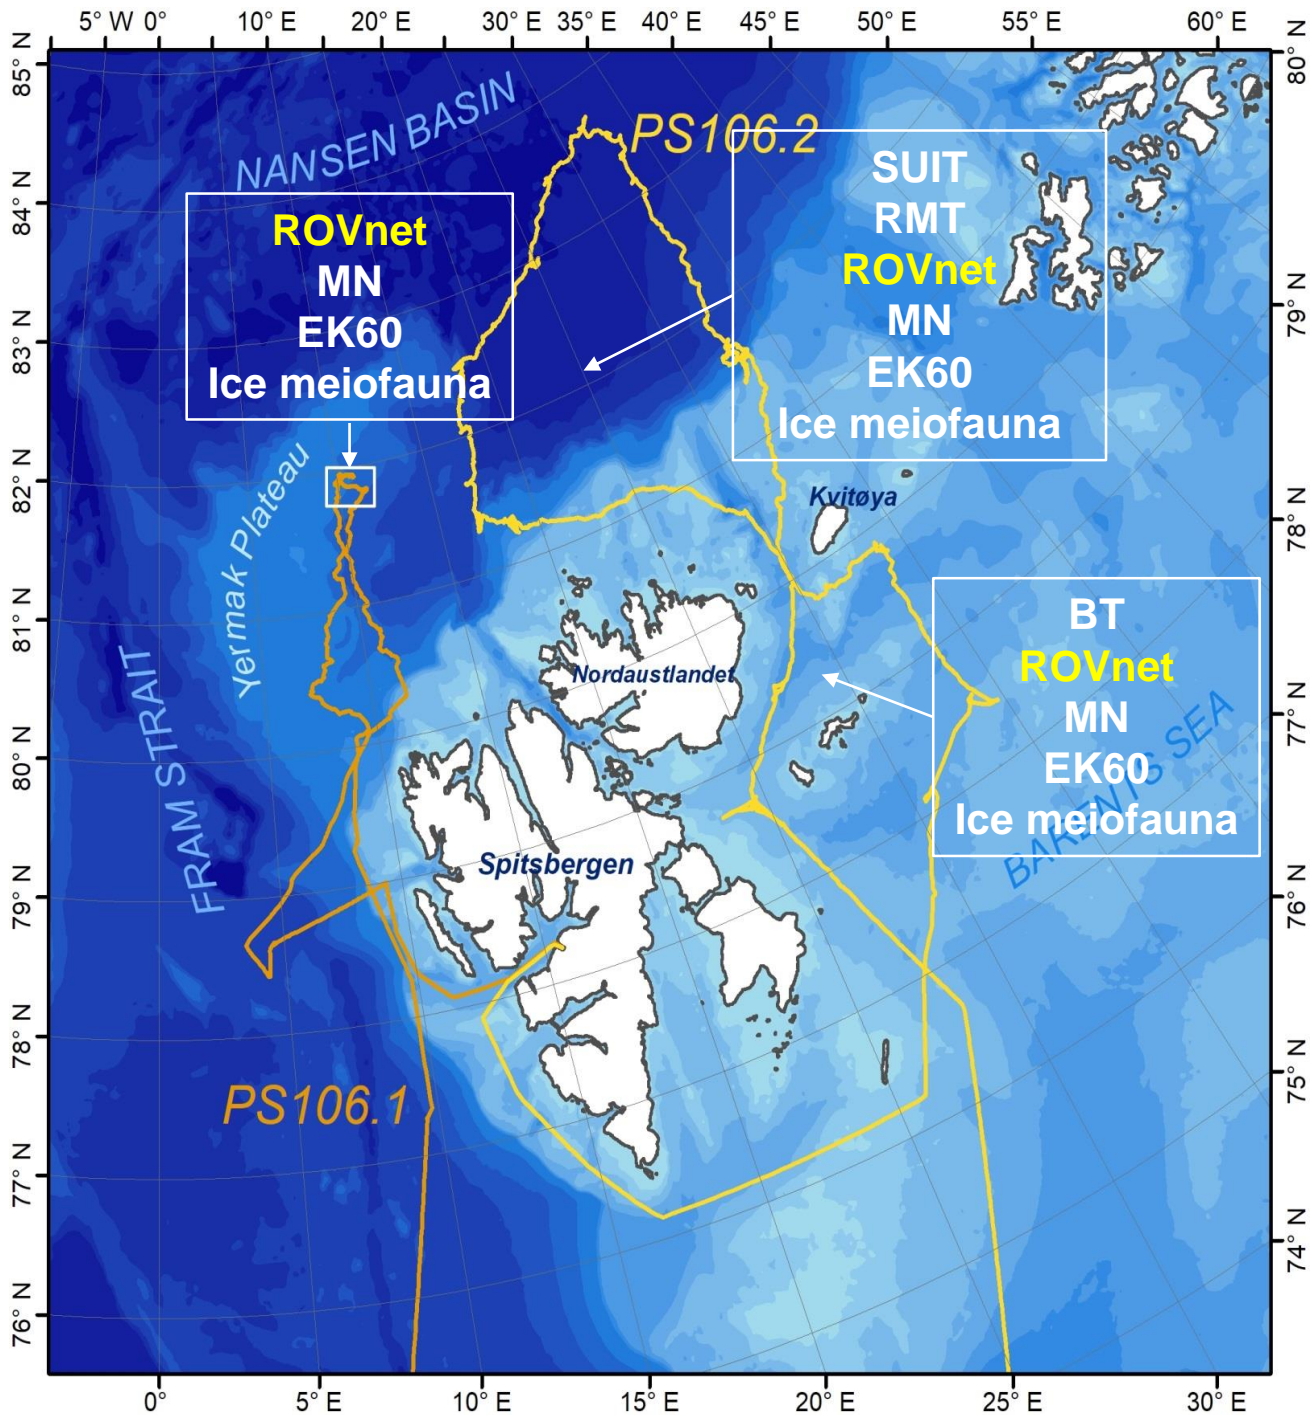 5° W
0°
10° E
20° E
30° E
35° E
40° E
45° E
50° E
55° E
60° E
85° N
84° N
83° N
82° N
81° N
80° N
79° N
78° N
77° N
76° N
80° N
79° N
78° N
77° N
76° N
75° N
74° N
NANSEN BASIN
PS106.2
ROVnet
MN
EK60
Ice meiofauna
SUIT
RMT
ROVnet
MN
EK60
Ice meiofauna
Yermak Plateau
Kvitøya
FRAM STRAIT
Nordaustlandet
BT
ROVnet
MN
EK60
Ice meiofauna
BARENTS SEA
Spitsbergen
PS106.1
0°
5° E
10° E
15° E
20° E
25° E
30° E